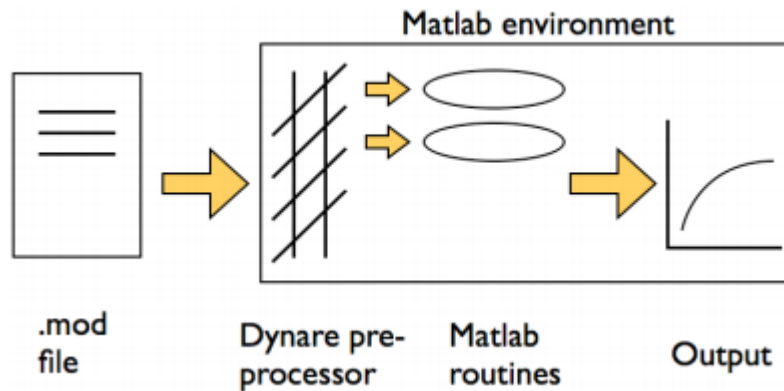 Matlab environment
.mod
file
Dynare pre-
processor
Matlab
routines
Output